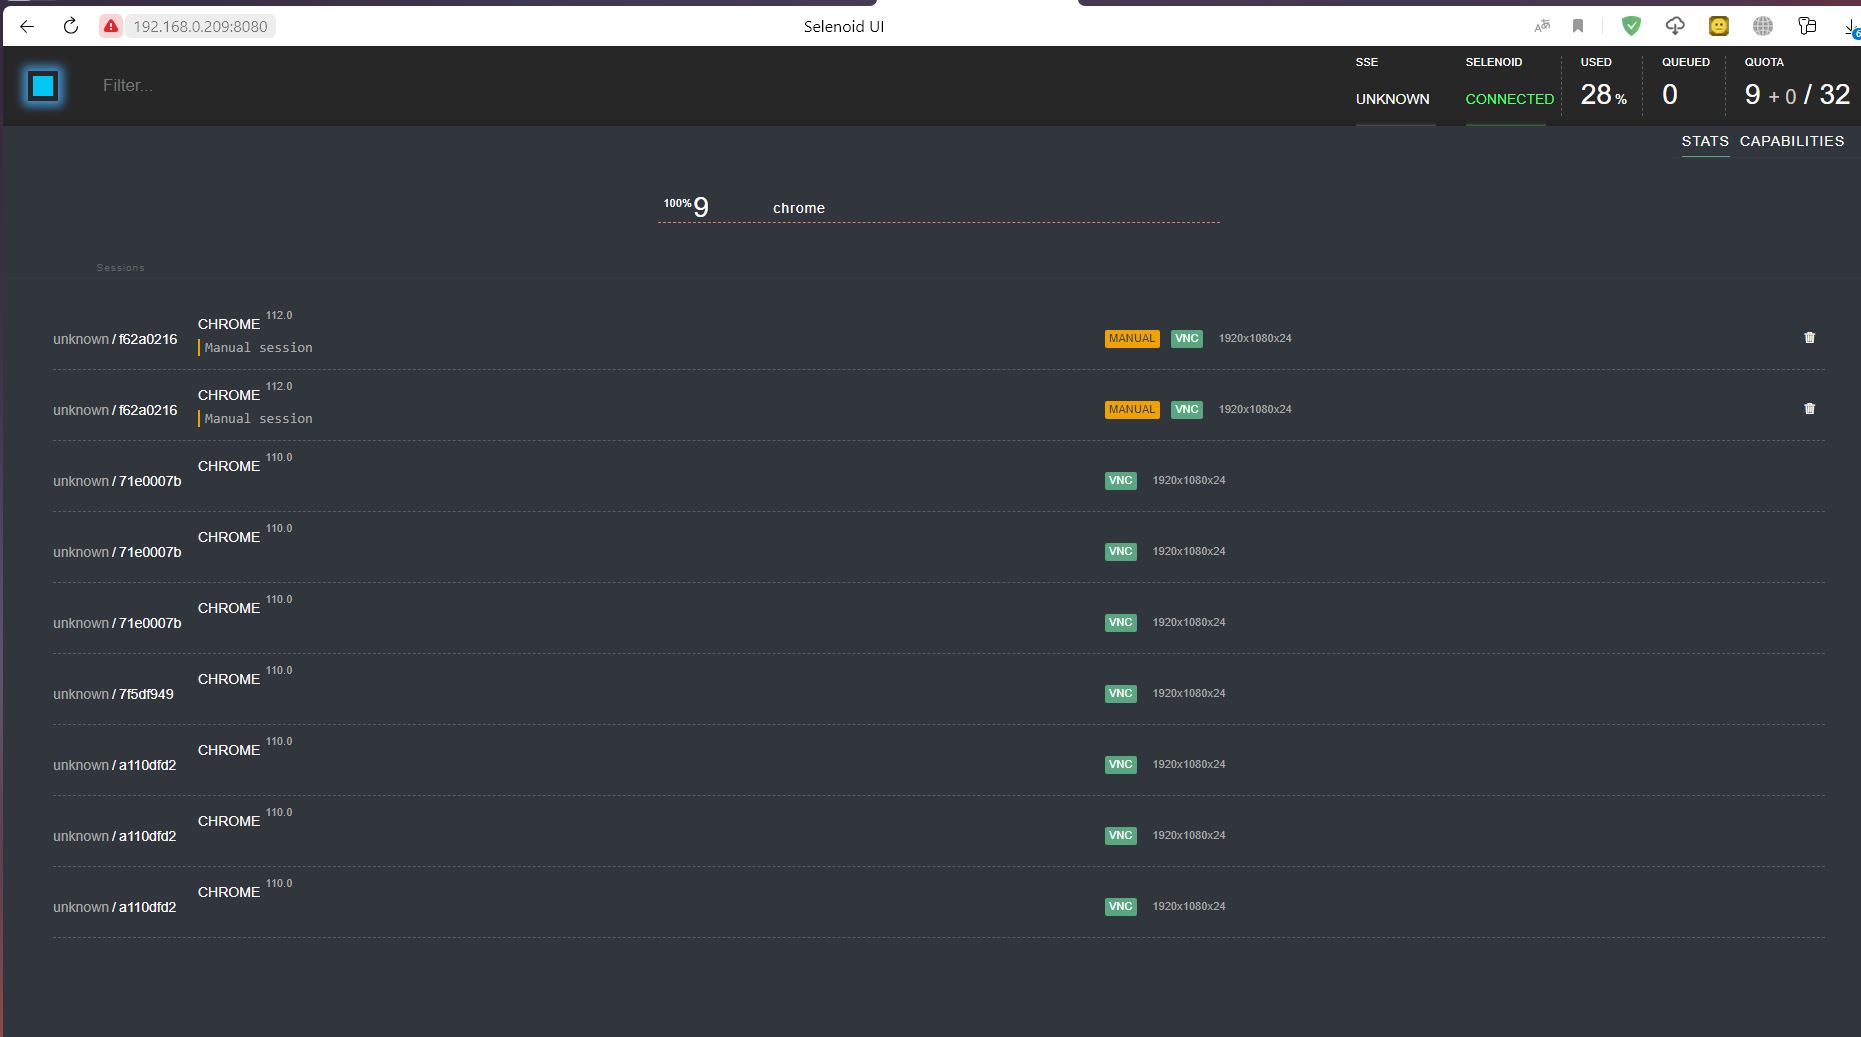 192.168.0.209:8080
Selenoid UI
Filter...
SSE
UNKNOWN
SELENOID
CONNECTED
USED
28 %
QUEUED
0
QUOTA
9 + 0 / 32
STATS CAPABILITIES
100% 9 chrome
Sessions
unknown / f62a0216 CHROME 112.0
Manual session
MANUAL VNC 1920x1080x24
unknown / f62a0216 CHROME 112.0
Manual session
MANUAL VNC 1920x1080x24
unknown / 71e0007b CHROME 110.0 VNC 1920x1080x24
unknown / 71e0007b CHROME 110.0 VNC 1920x1080x24
unknown / 71e0007b CHROME 110.0 VNC 1920x1080x24
unknown / 7f5df949 CHROME 110.0 VNC 1920x1080x24
unknown / a110dfd2 CHROME 110.0 VNC 1920x1080x24
unknown / a110dfd2 CHROME 110.0 VNC 1920x1080x24
unknown / a110dfd2 CHROME 110.0 VNC 1920x1080x24